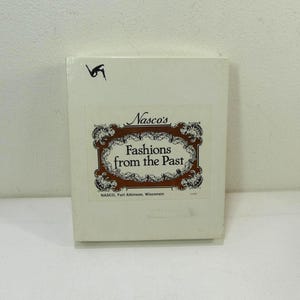 Nasco's
Fashions
from the Past
NASCO, Fort Atkinson, Wisconsin